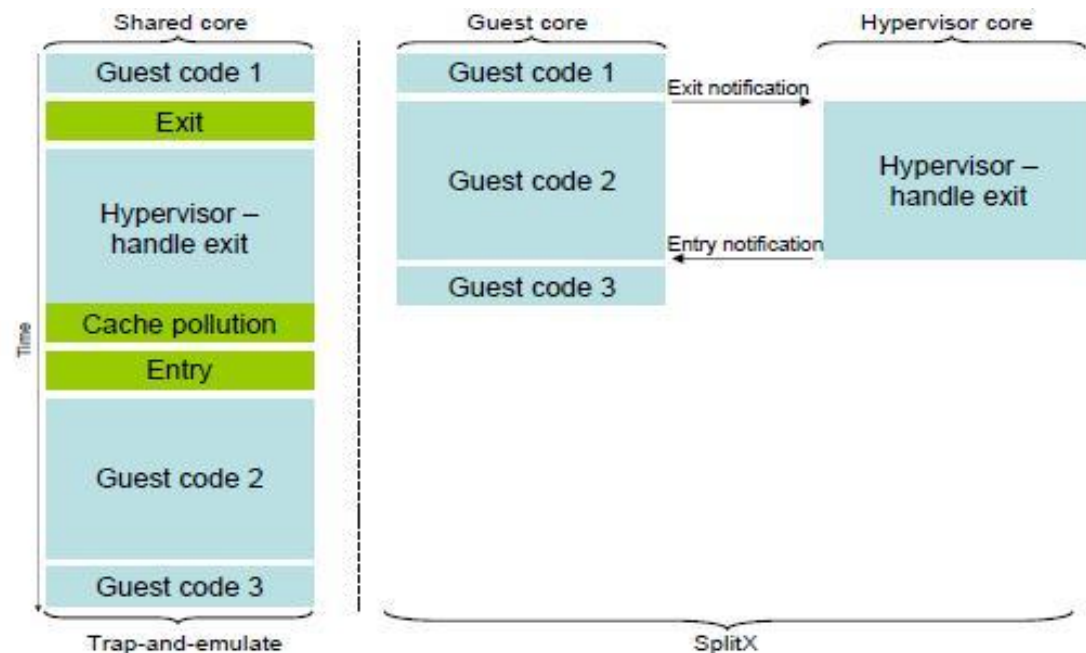 Shared core
Guest core
Hypervisor core
Guest code 1
Exit
Hypervisor –
handle exit
Cache pollution
Entry
Guest code 2
Guest code 3
Time
Trap-and-emulate
Guest code 1
Exit notification
Guest code 2
Hypervisor –
handle exit
Entry notification
Guest code 3
SplitX